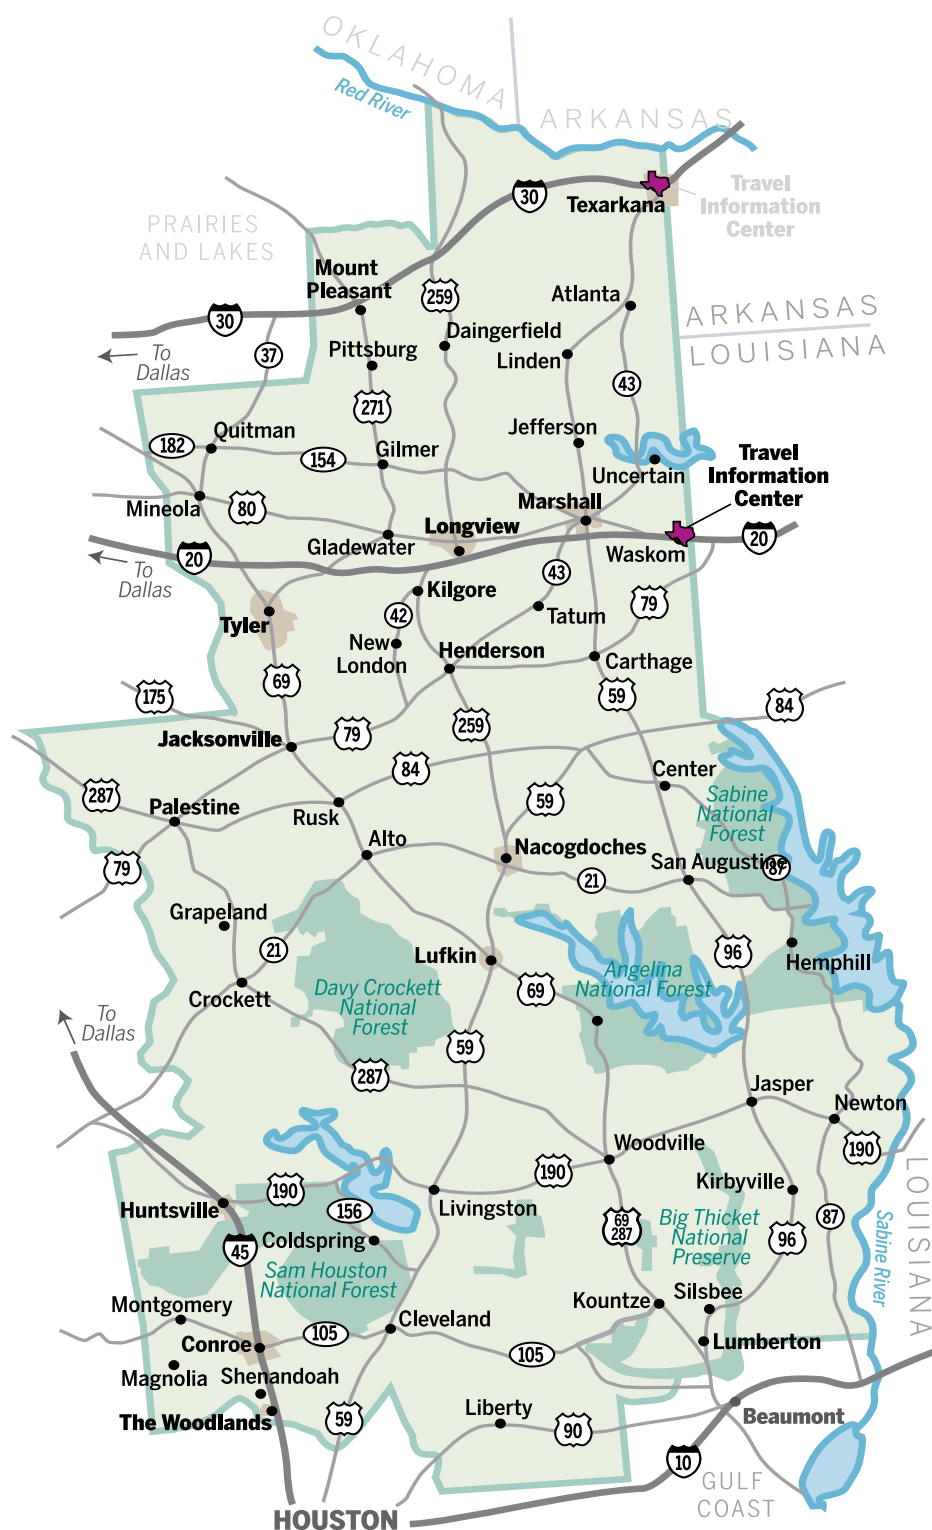 OKLAHOMA
Red River
ARKANSAS
30
Texarkana
Travel
Information
Center
PRAIRIES
AND LAKES
Mount
Pleasant
259
Atlanta
ARKANSAS
LOUISIANA
30
To
Dallas
37
Pittsburg
Daingerfield
Linden
43
271
182
Quitman
154
Gilmer
Jefferson
Uncertain
Travel
Information
Center
Mineola
80
Marshall
Longview
Gladewater
Waskom
20
20
To
Dallas
43
Kilgore
42
Tatum
79
Tyler
New
London
Henderson
Carthage
69
175
59
84
259
79
Jacksonville
84
Center
287
59
Palestine
Rusk
Sabine
National
Forest
Alto
Nacogdoches
San Augustine
87
79
21
Grapeland
21
96
Lufkin
Hemphill
Crockett
Davy Crockett
National
Forest
69
Angelina
National Forest
To
Dallas
59
287
Jasper
Newton
Woodville
190
190
190
Kirbyville
LOUISIANA
Huntsville
156
Livingston
Coldspring
69
287
Big Thicket
National
Preserve
87
96
Sabine River
45
Sam Houston
National Forest
Montgomery
Kountze
Silsbee
Cleveland
105
Conroe
105
Lumberton
Magnolia
Shenandoah
The Woodlands
59
Liberty
90
Beaumont
10
GULF
COAST
HOUSTON